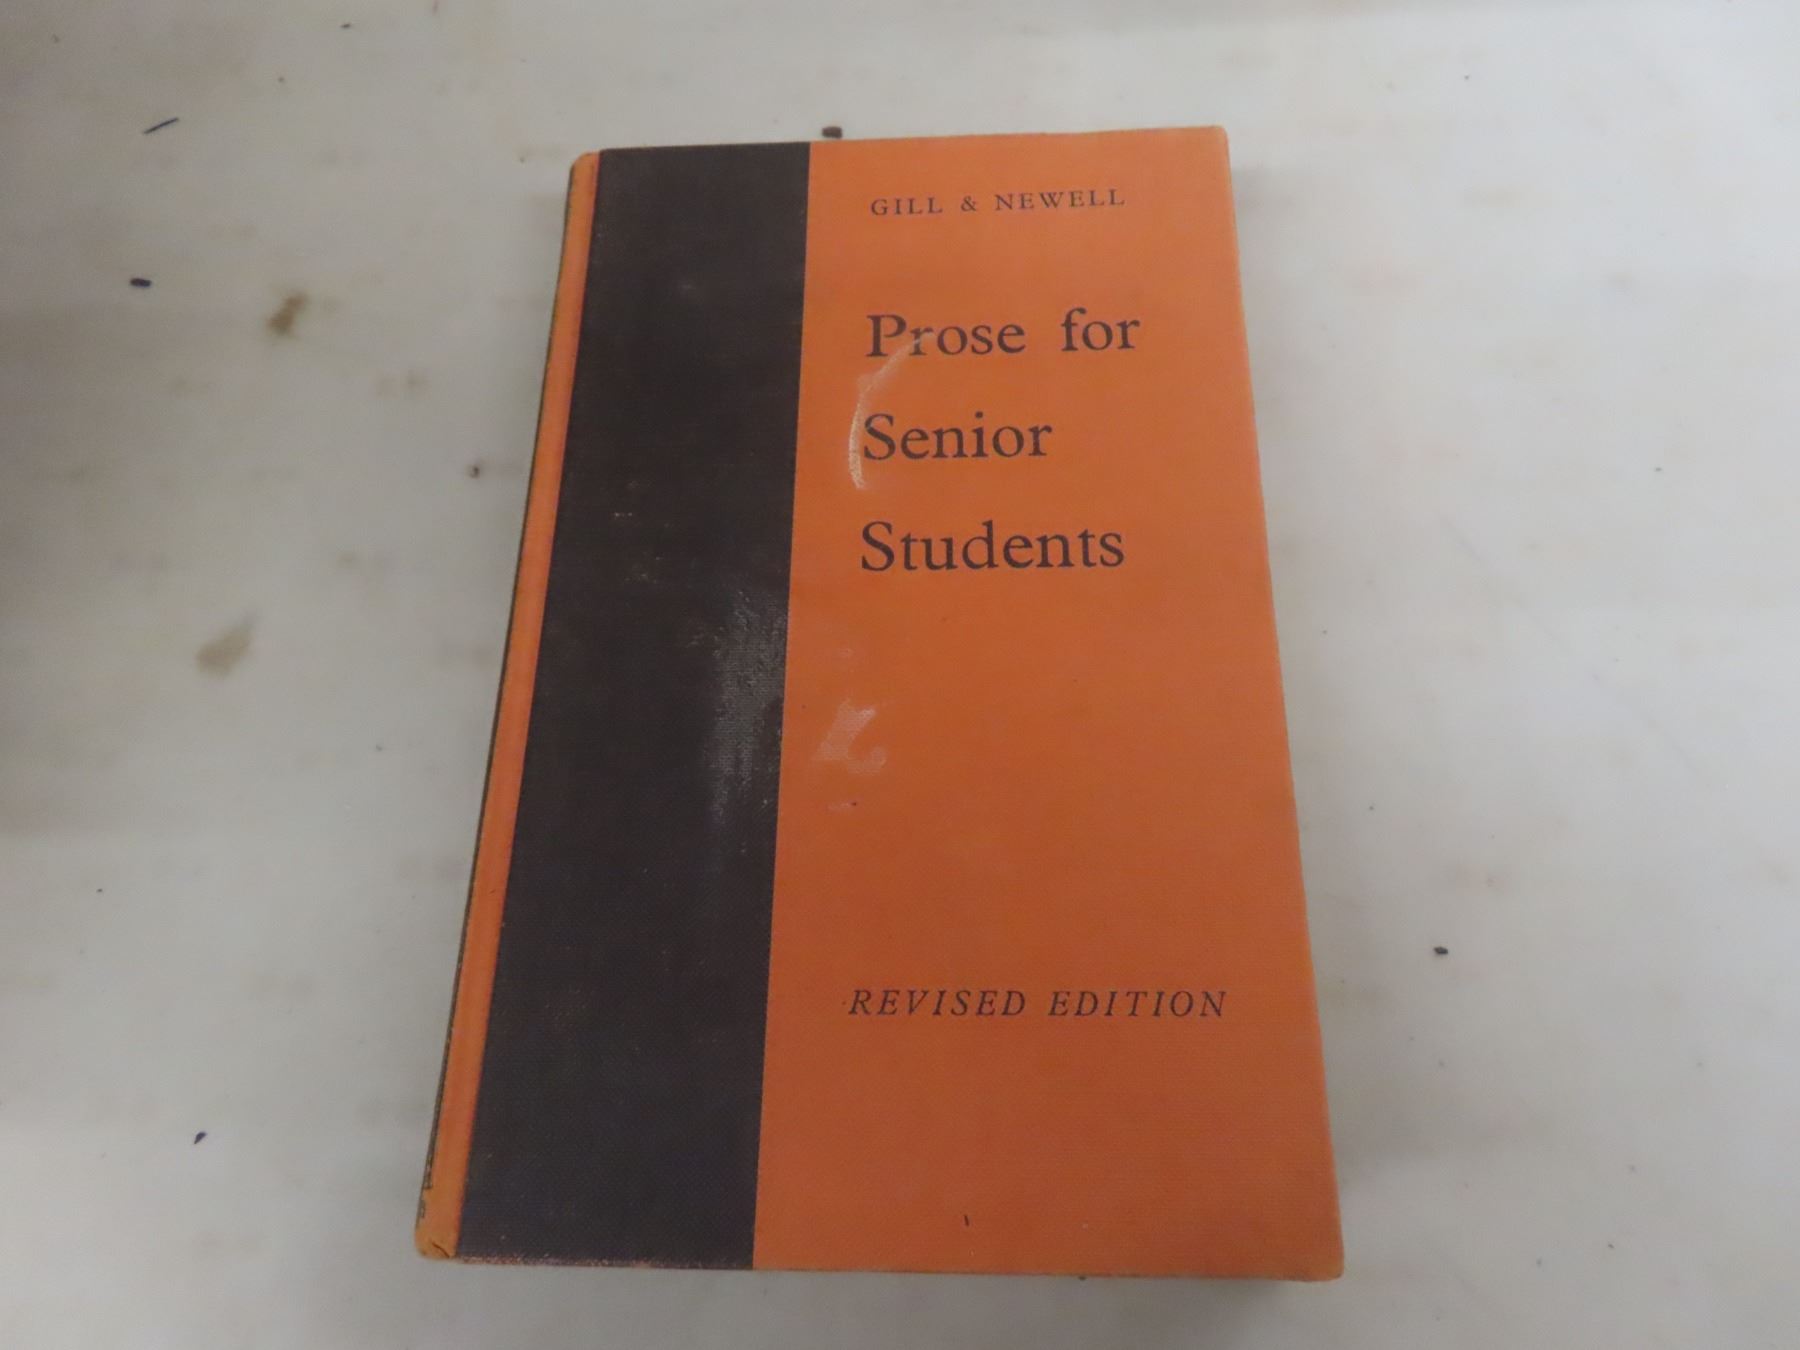 GILL & NEWELL
Prose for
Senior
Students
REVISED EDITION